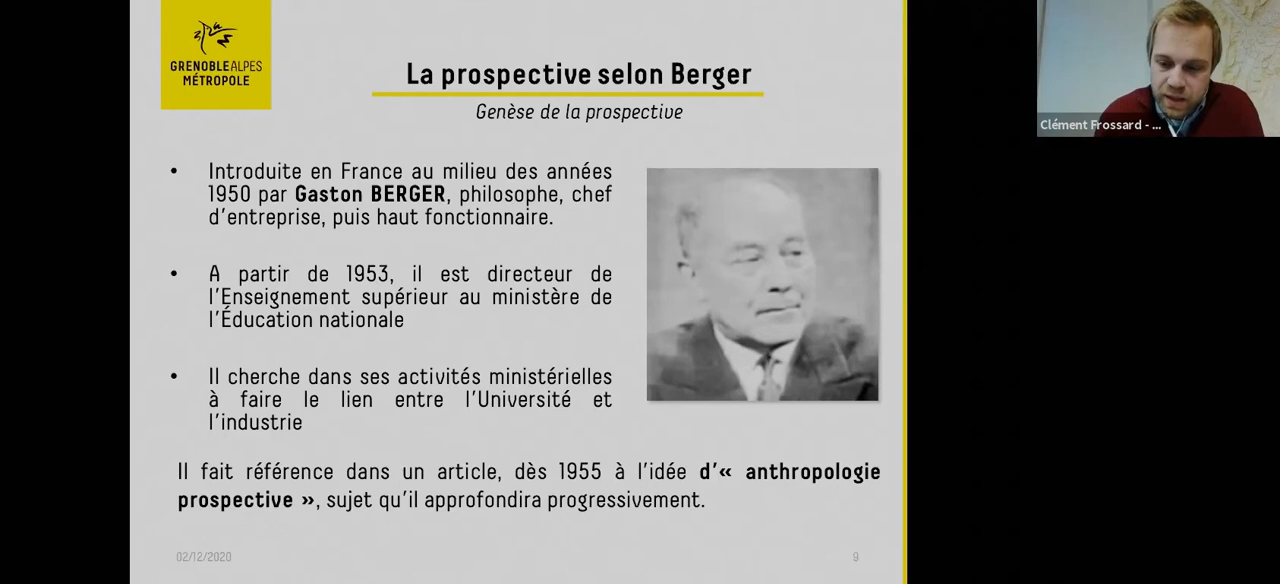 GRENOBLEALPES
MÉTROPOLE
La prospective selon Berger
Genèse de la prospective
• Introduite en France au milieu des années
1950 par Gaston BERGER, philosophe, chef
d'entreprise, puis haut fonctionnaire.
• A partir de 1953, il est directeur de
l'Enseignement supérieur au ministère de
l'Éducation nationale
• Il cherche dans ses activités ministérielles
à faire le lien entre l'Université et
l'industrie
Il fait référence dans un article, dès 1955 à l'idée d'« anthropologie
prospective », sujet qu'il approfondira progressivement.
02/12/2020
9
Clément Frossard - ...